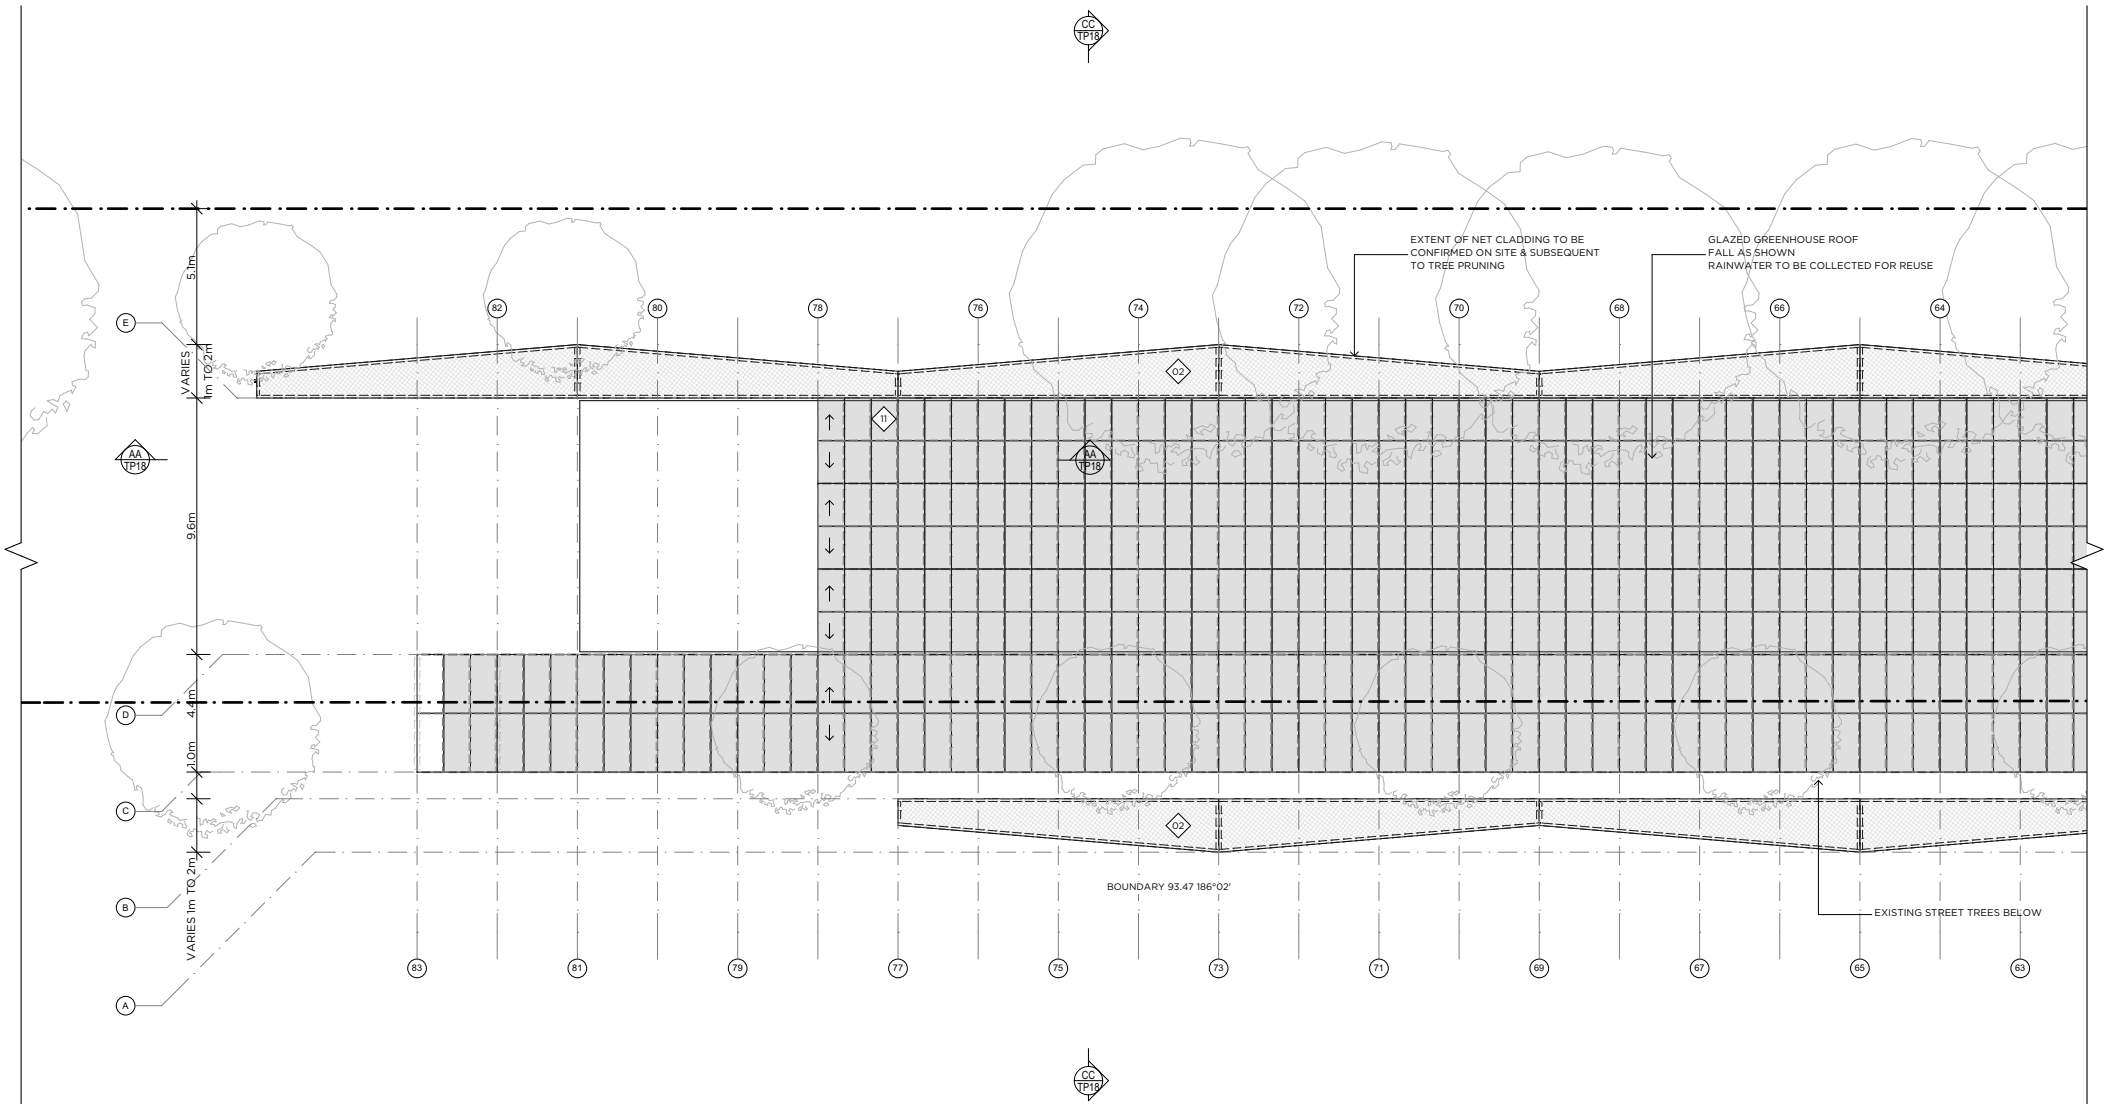 CC
TP18
EXTENT OF NET CLADDING TO BE
CONFIRMED ON SITE & SUBSEQUENT
TO TREE PRUNING
GLAZED GREENHOUSE ROOF
FALL AS SHOWN
RAINWATER TO BE COLLECTED FOR REUSE
5.1m
82
80
78
76
74
72
70
68
66
64
E
VARIES
1m TO 2m
02
11
AA
TP18
AA
TP18
9.6m
D
4.4m
1.0m
C
02
VARIES 1m TO 2m
BOUNDARY 93.47 186°02'
B
EXISTING STREET TREES BELOW
83
81
79
77
75
73
71
69
67
65
63
A
CC
TP18